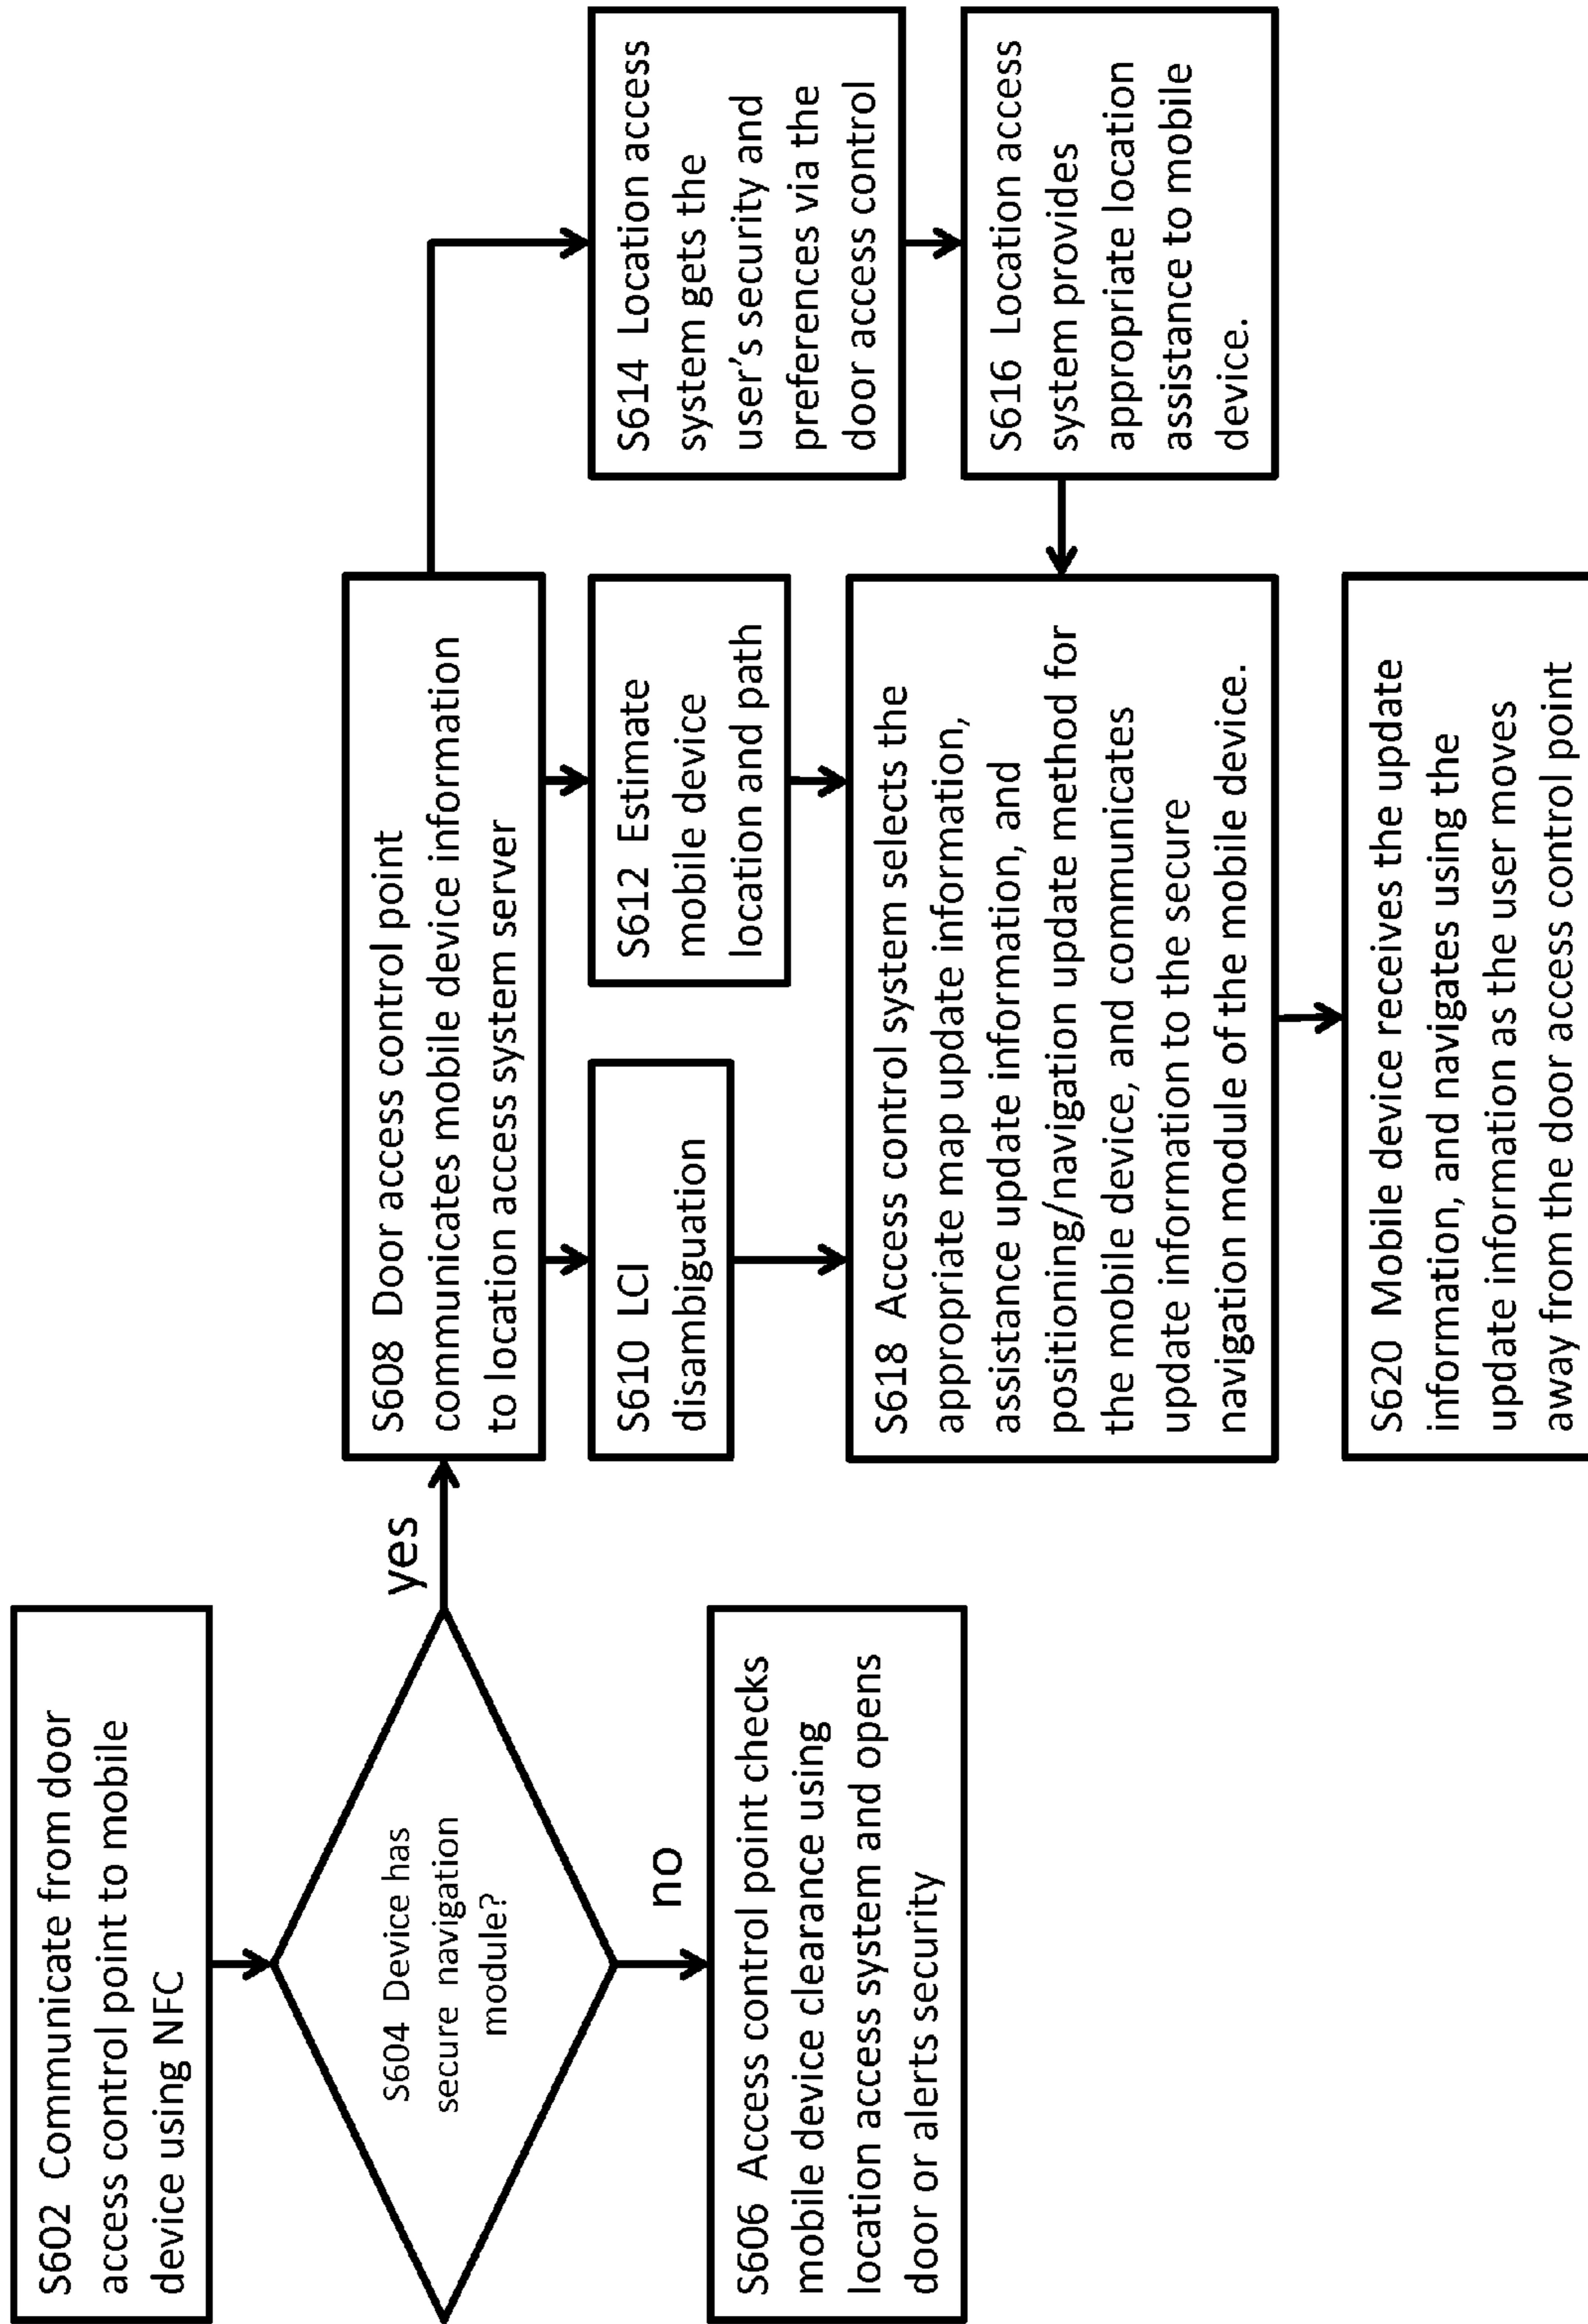 S602 Communicate from door
access control point to mobile
device using NFC
S604 Device has
secure navigation
module?
yes
no
S606 Access control point checks
mobile device clearance using
location access system and opens
door or alerts security
S608 Door access control point
communicates mobile device information
to location access system server
S610 LCI
disambiguation
S612 Estimate
mobile device
location and path
S614 Location access
system gets the
user's security and
preferences via the
door access control
S616 Location access
system provides
appropriate location
assistance to mobile
device.
S618 Access control system selects the
appropriate map update information,
assistance update information, and
positioning/navigation update method for
the mobile device, and communicates
update information to the secure
navigation module of the mobile device.
S620 Mobile device receives the update
information, and navigates using the
update information as the user moves
away from the door access control point